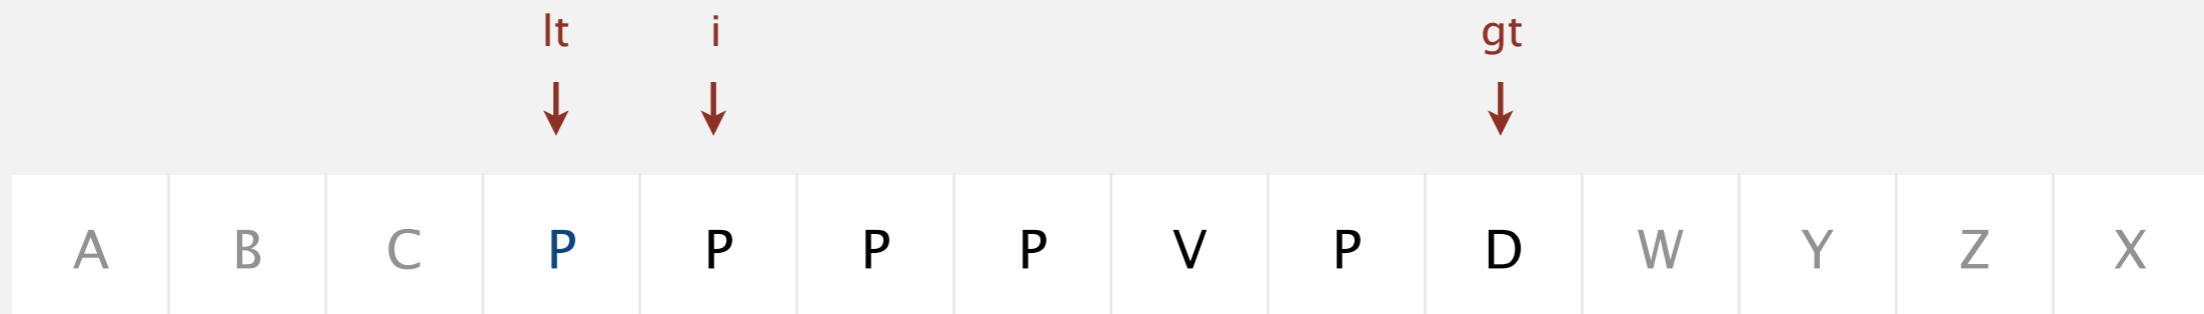 lt i gt
A B C P P P P V P D W Y Z X